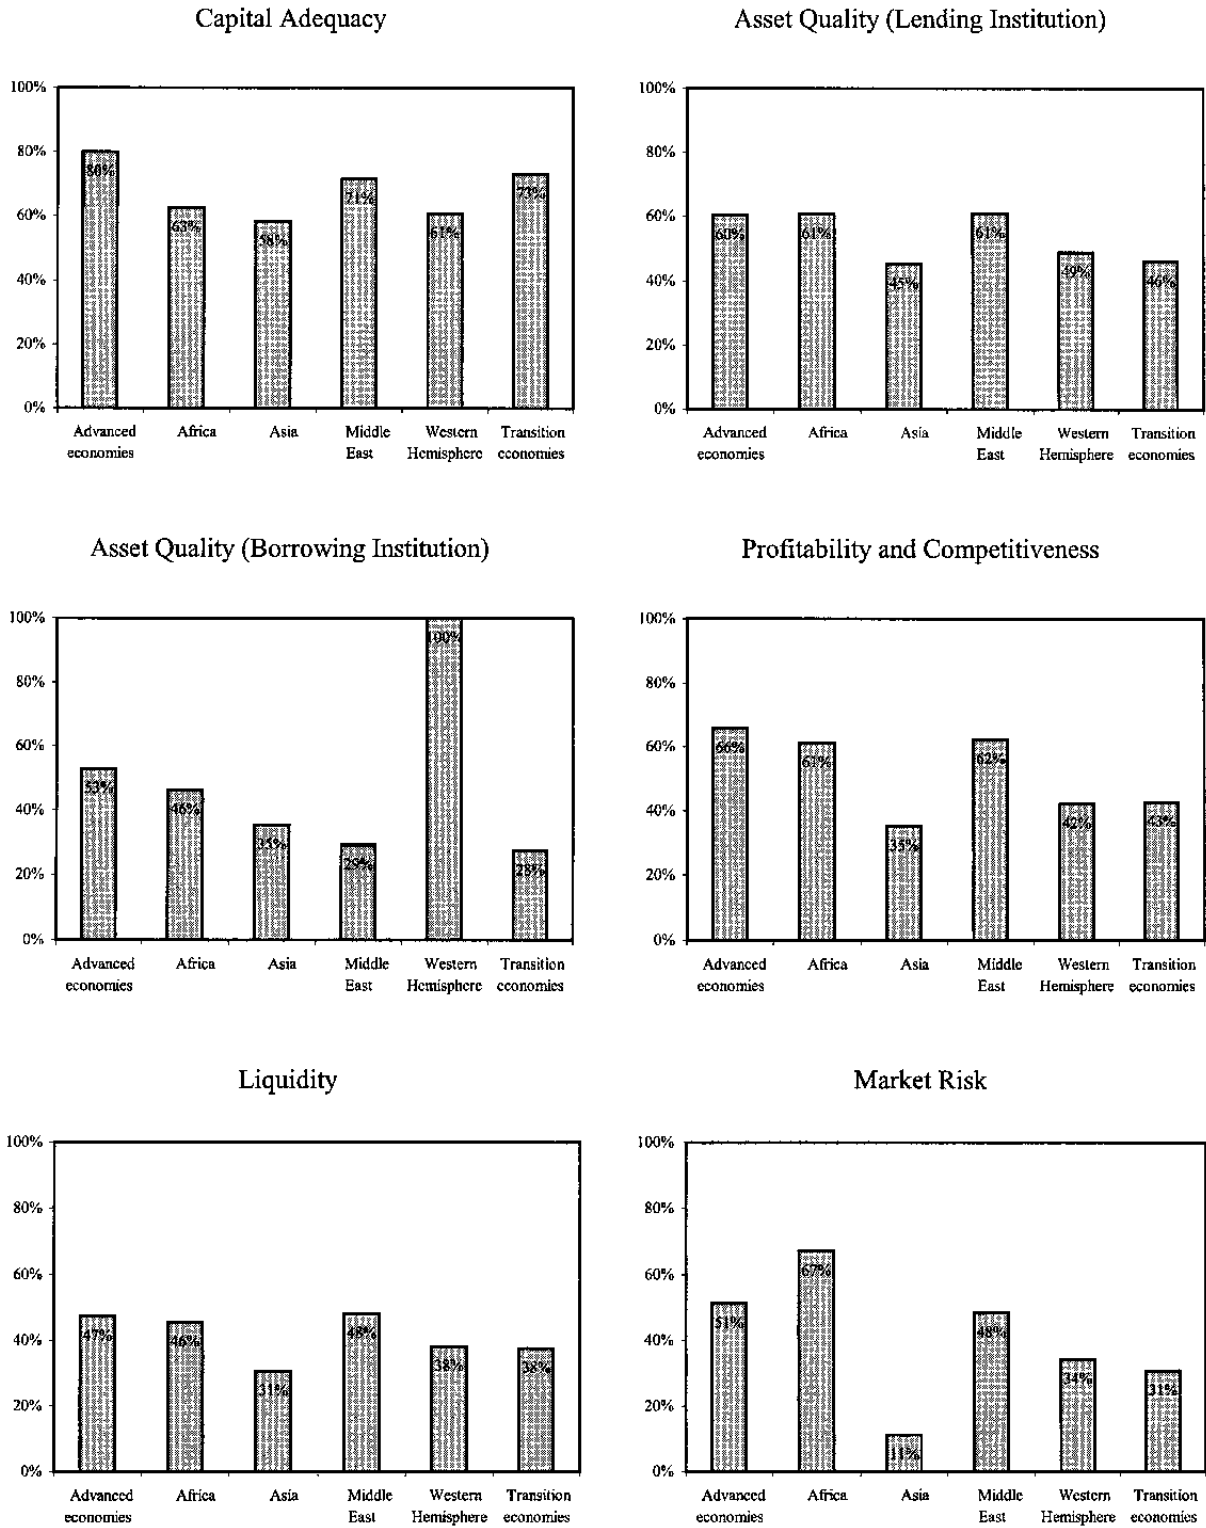 Capital Adequacy
100%
80%
60%
40%
20%
0%
80%
63%
58%
71%
61%
73%
Advanced economies
Africa
Asia
Middle East
Western Hemisphere
Transition economies
Asset Quality (Lending Institution)
100%
80%
60%
40%
20%
0%
60%
61%
45%
61%
49%
46%
Advanced economies
Africa
Asia
Middle East
Western Hemisphere
Transition economies
Asset Quality (Borrowing Institution)
100%
80%
60%
40%
20%
0%
53%
46%
35%
29%
100%
28%
Advanced economies
Africa
Asia
Middle East
Western Hemisphere
Transition economies
Profitability and Competitiveness
100%
80%
60%
40%
20%
0%
66%
61%
35%
62%
42%
43%
Advanced economies
Africa
Asia
Middle East
Western Hemisphere
Transition economies
Liquidity
100%
80%
60%
40%
20%
0%
47%
46%
31%
48%
38%
38%
Advanced economies
Africa
Asia
Middle East
Western Hemisphere
Transition economies
Market Risk
100%
80%
60%
40%
20%
0%
51%
67%
11%
48%
34%
31%
Advanced economies
Africa
Asia
Middle East
Western Hemisphere
Transition economies